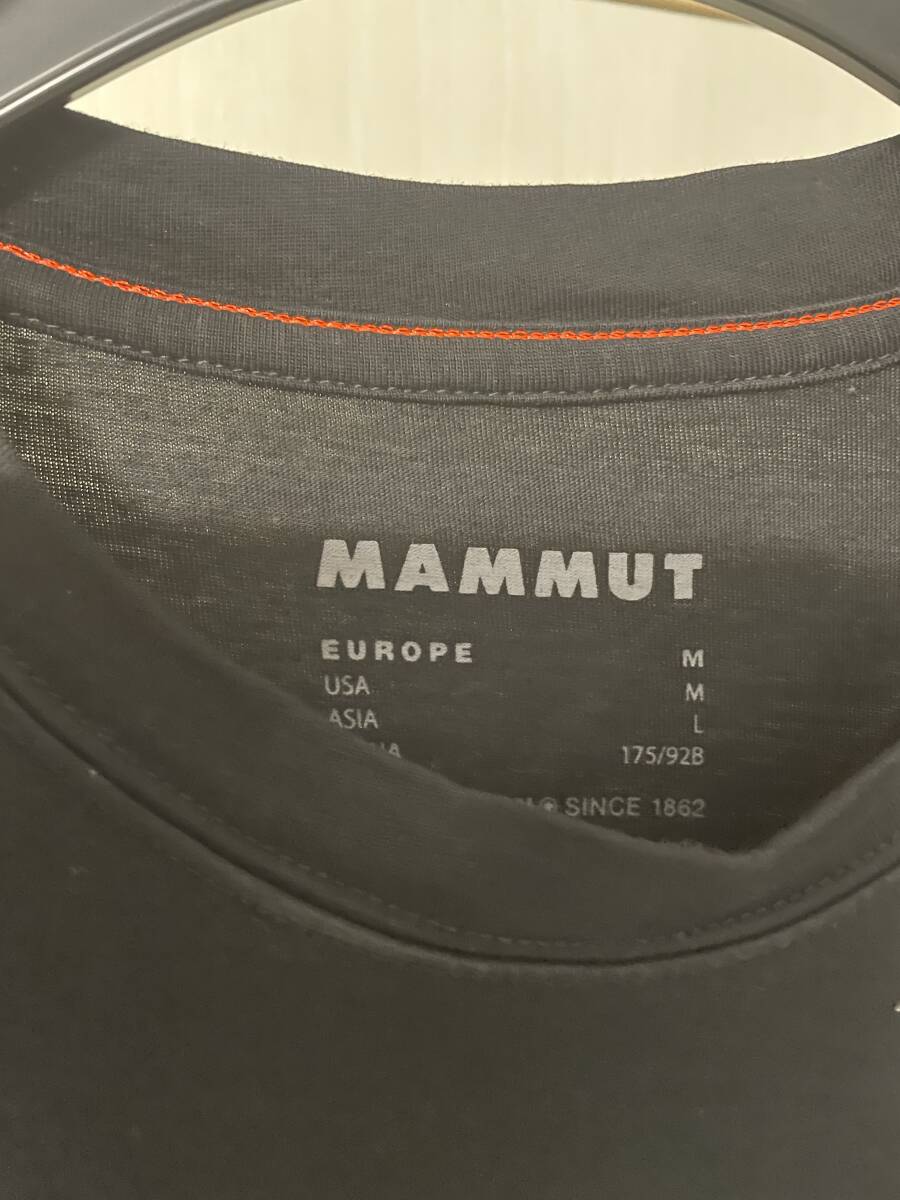 MAMMUT
EUROPE M
USA M
ASIA L
175/92B
SINCE 1862